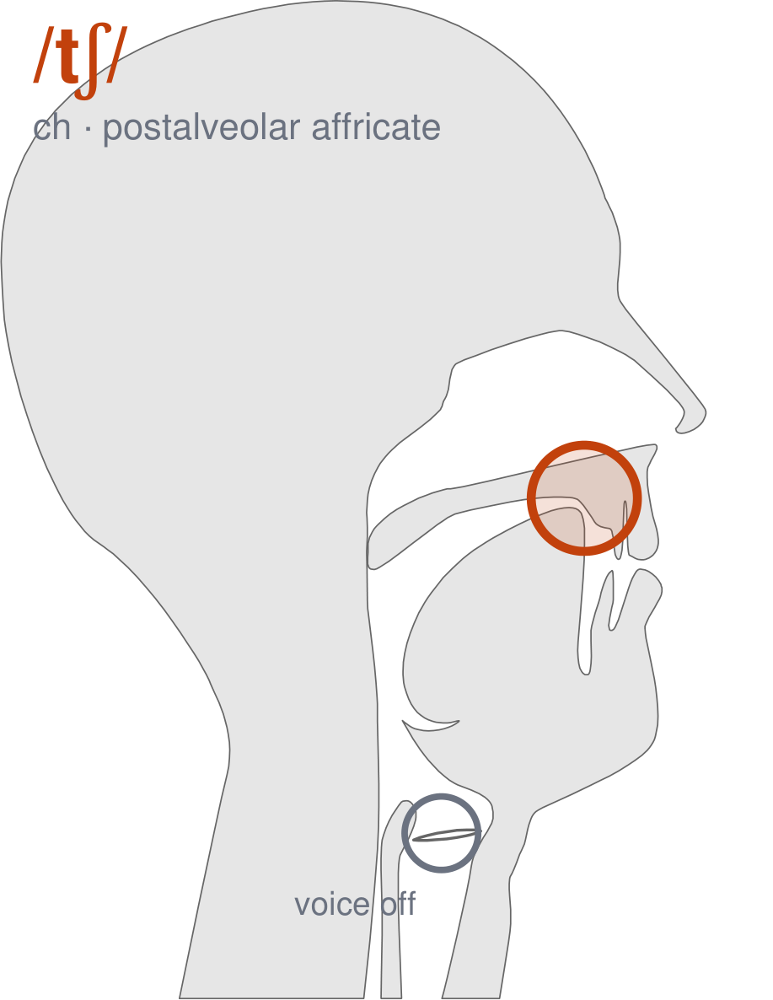 /tʃ/
ch · postalveolar affricate
voice off